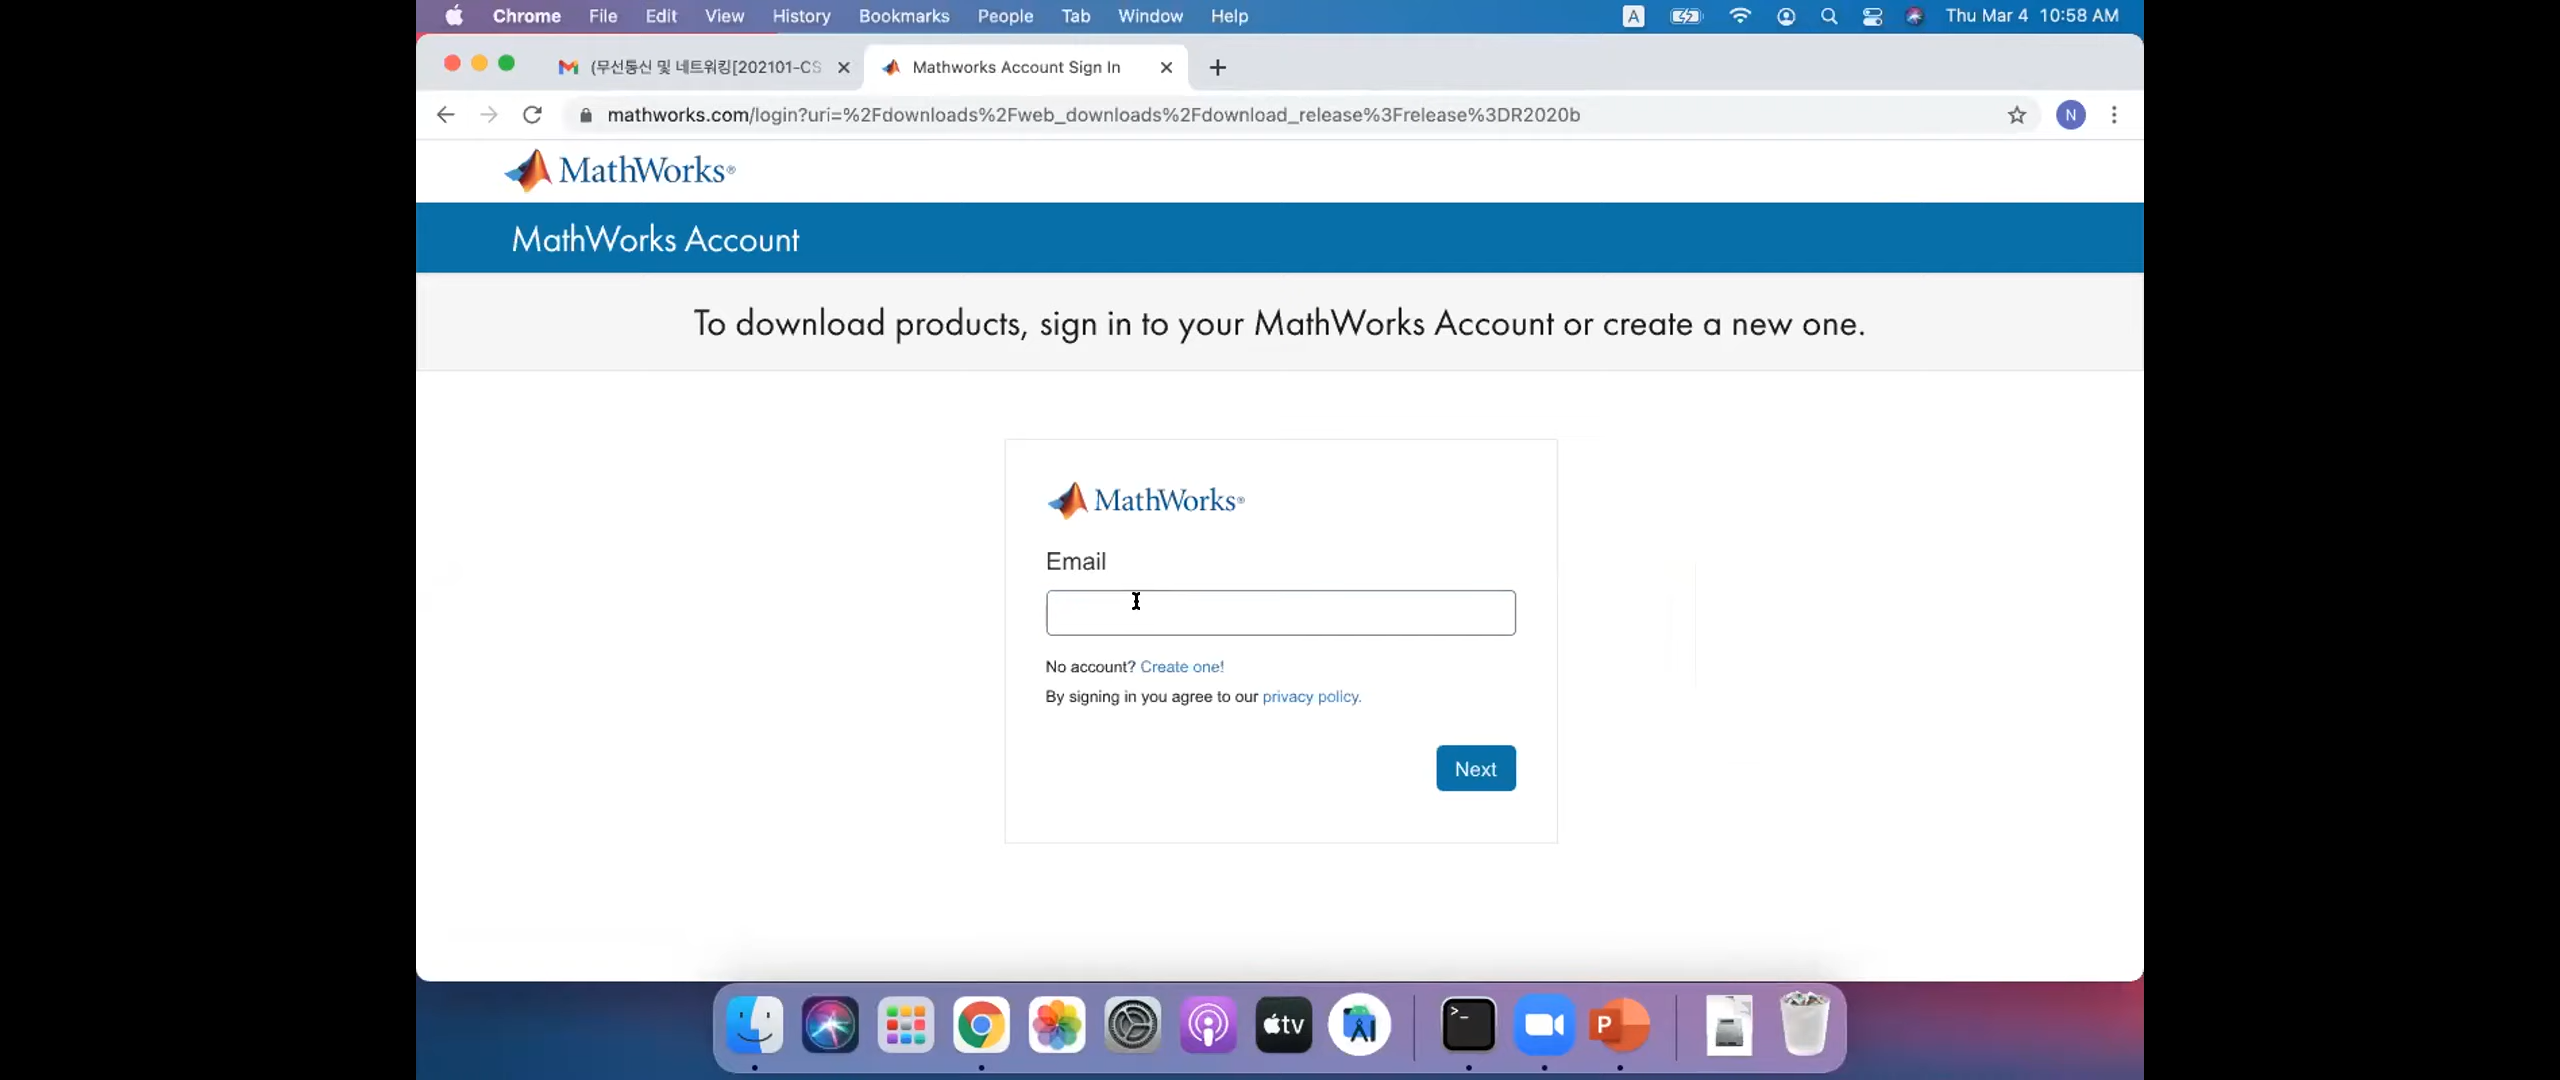 Chrome File Edit View History Bookmarks People Tab Window Help A Thu Mar 4 10:58 AM
(무선통신 및 네트워킹[202101-CS Mathworks Account Sign In
mathworks.com/login?uri=%2Fdownloads%2Fweb_downloads%2Fdownload_release%3Frelease%3DR2020b N
MathWorks®
MathWorks Account
To download products, sign in to your MathWorks Account or create a new one.
MathWorks®
Email
No account? Create one!
By signing in you agree to our privacy policy.
Next
tv >_ P